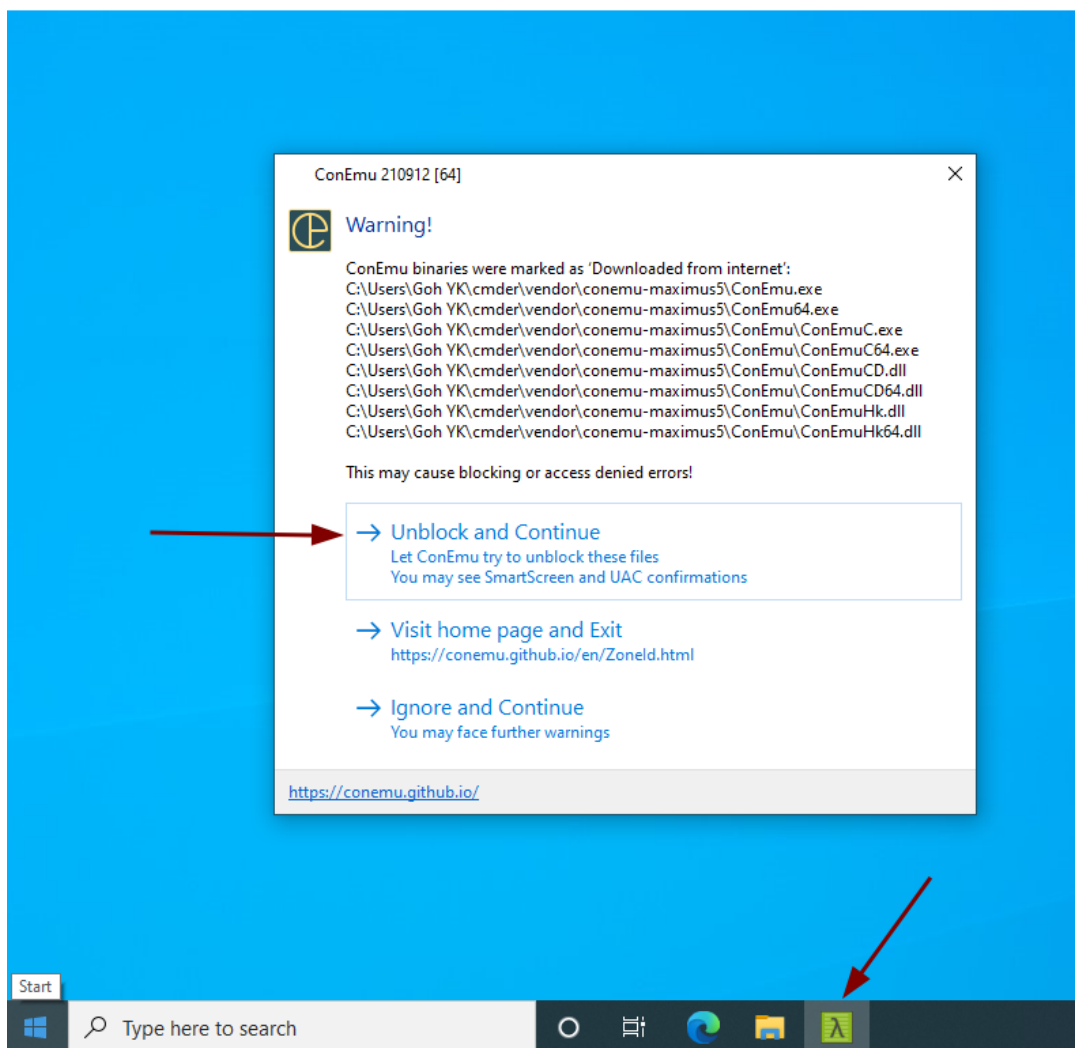 ConEmu 210912 [64]
Warning!
ConEmu binaries were marked as ‘Downloaded from internet’:
C:\Users\Goh YK\cmder\vendor\conemu-maximus5\ConEmu.exe
C:\Users\Goh YK\cmder\vendor\conemu-maximus5\ConEmu64.exe
C:\Users\Goh YK\cmder\vendor\conemu-maximus5\ConEmu\ConEmuC.exe
C:\Users\Goh YK\cmder\vendor\conemu-maximus5\ConEmu\ConEmuC64.exe
C:\Users\Goh YK\cmder\vendor\conemu-maximus5\ConEmu\ConEmuCD.dll
C:\Users\Goh YK\cmder\vendor\conemu-maximus5\ConEmu\ConEmuCD64.dll
C:\Users\Goh YK\cmder\vendor\conemu-maximus5\ConEmu\ConEmuHk.dll
C:\Users\Goh YK\cmder\vendor\conemu-maximus5\ConEmu\ConEmuHk64.dll
This may cause blocking or access denied errors!
Unblock and Continue
Let ConEmu try to unblock these files
You may see SmartScreen and UAC confirmations
Visit home page and Exit
https://conemu.github.io/en/ZoneId.html
Ignore and Continue
You may face further warnings
https://conemu.github.io/
Start
Type here to search
λ